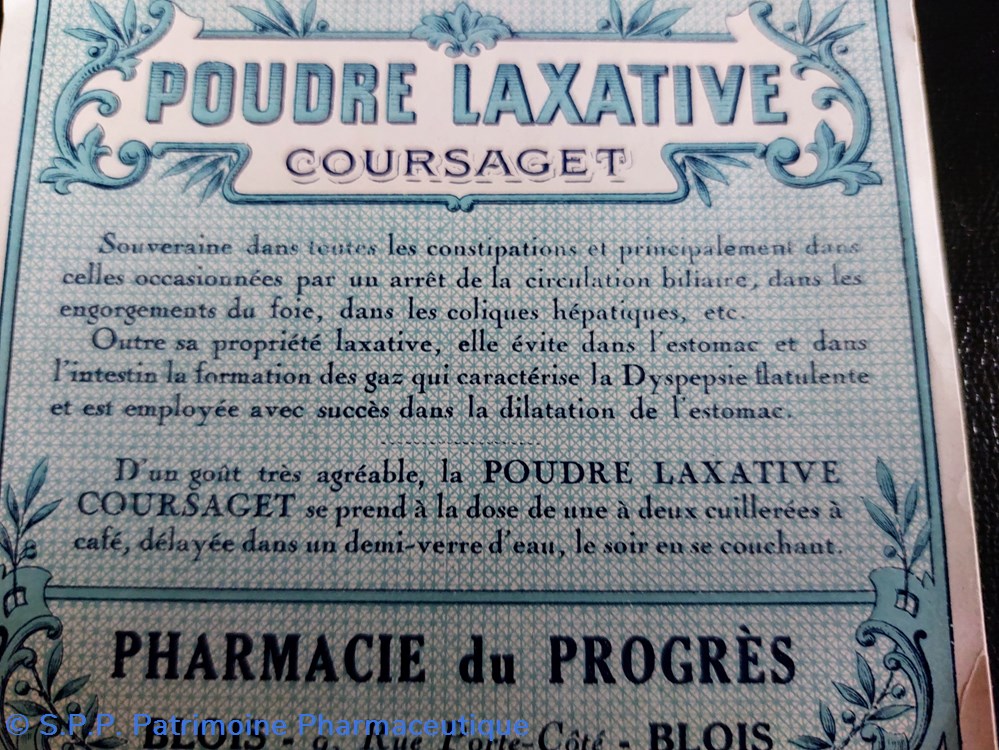 POUDRE LAXATIVE
COURSAGET
Souveraine dans toutes les constipations et principalement dans
celles occasionnées par un arrêt de la circulation biliaire, dans les
engorgements du foie, dans les coliques hépatiques, etc.
Outre sa propriété laxative, elle évite dans l'estomac et dans
l'intestin la formation des gaz qui caractérise la Dyspepsie flatulente
et est employée avec succès dans la dilatation de l'estomac.
D'un goût très agréable, la POUDRE LAXATIVE
COURSAGET se prend à la dose de une à deux cuillerées à
café, délayée dans un demi-verre d'eau, le soir en se couchant.
PHARMACIE du PROGRÈS
BLOIS - 6, Rue Porte-Côté - BLOIS
© S.P.P. Patrimoine Pharmaceutique